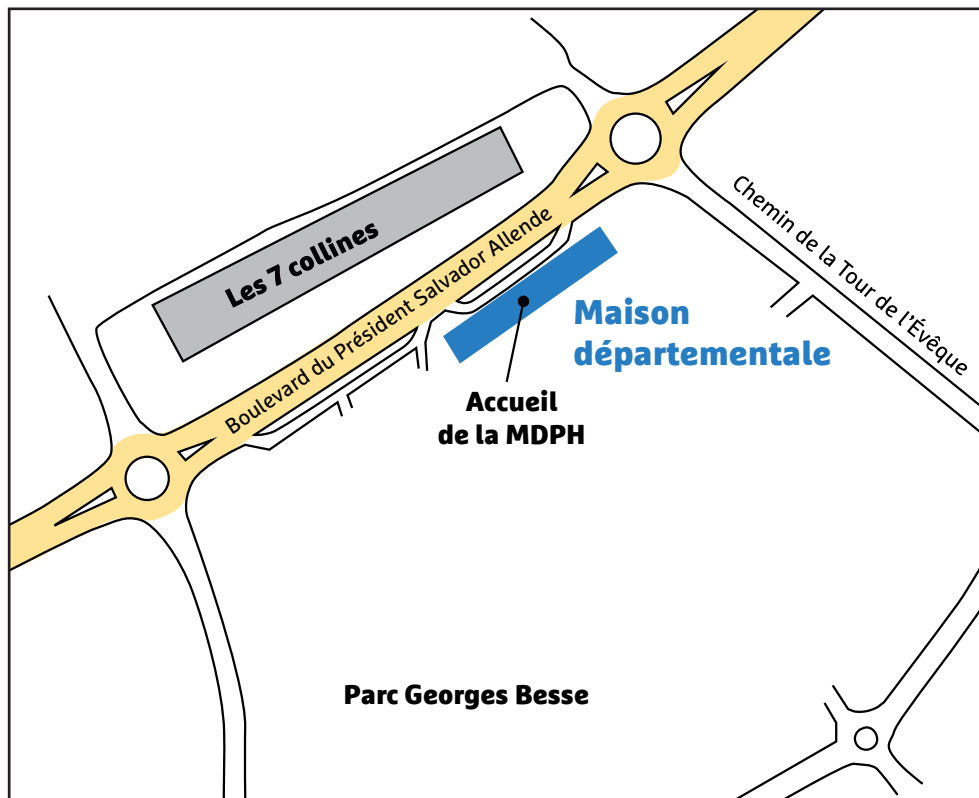 Les 7 collines
Boulevard du Président Salvador Allende
Chemin de la Tour de l'Évêque
Maison
départementale
Accueil
de la MDPH
Parc Georges Besse